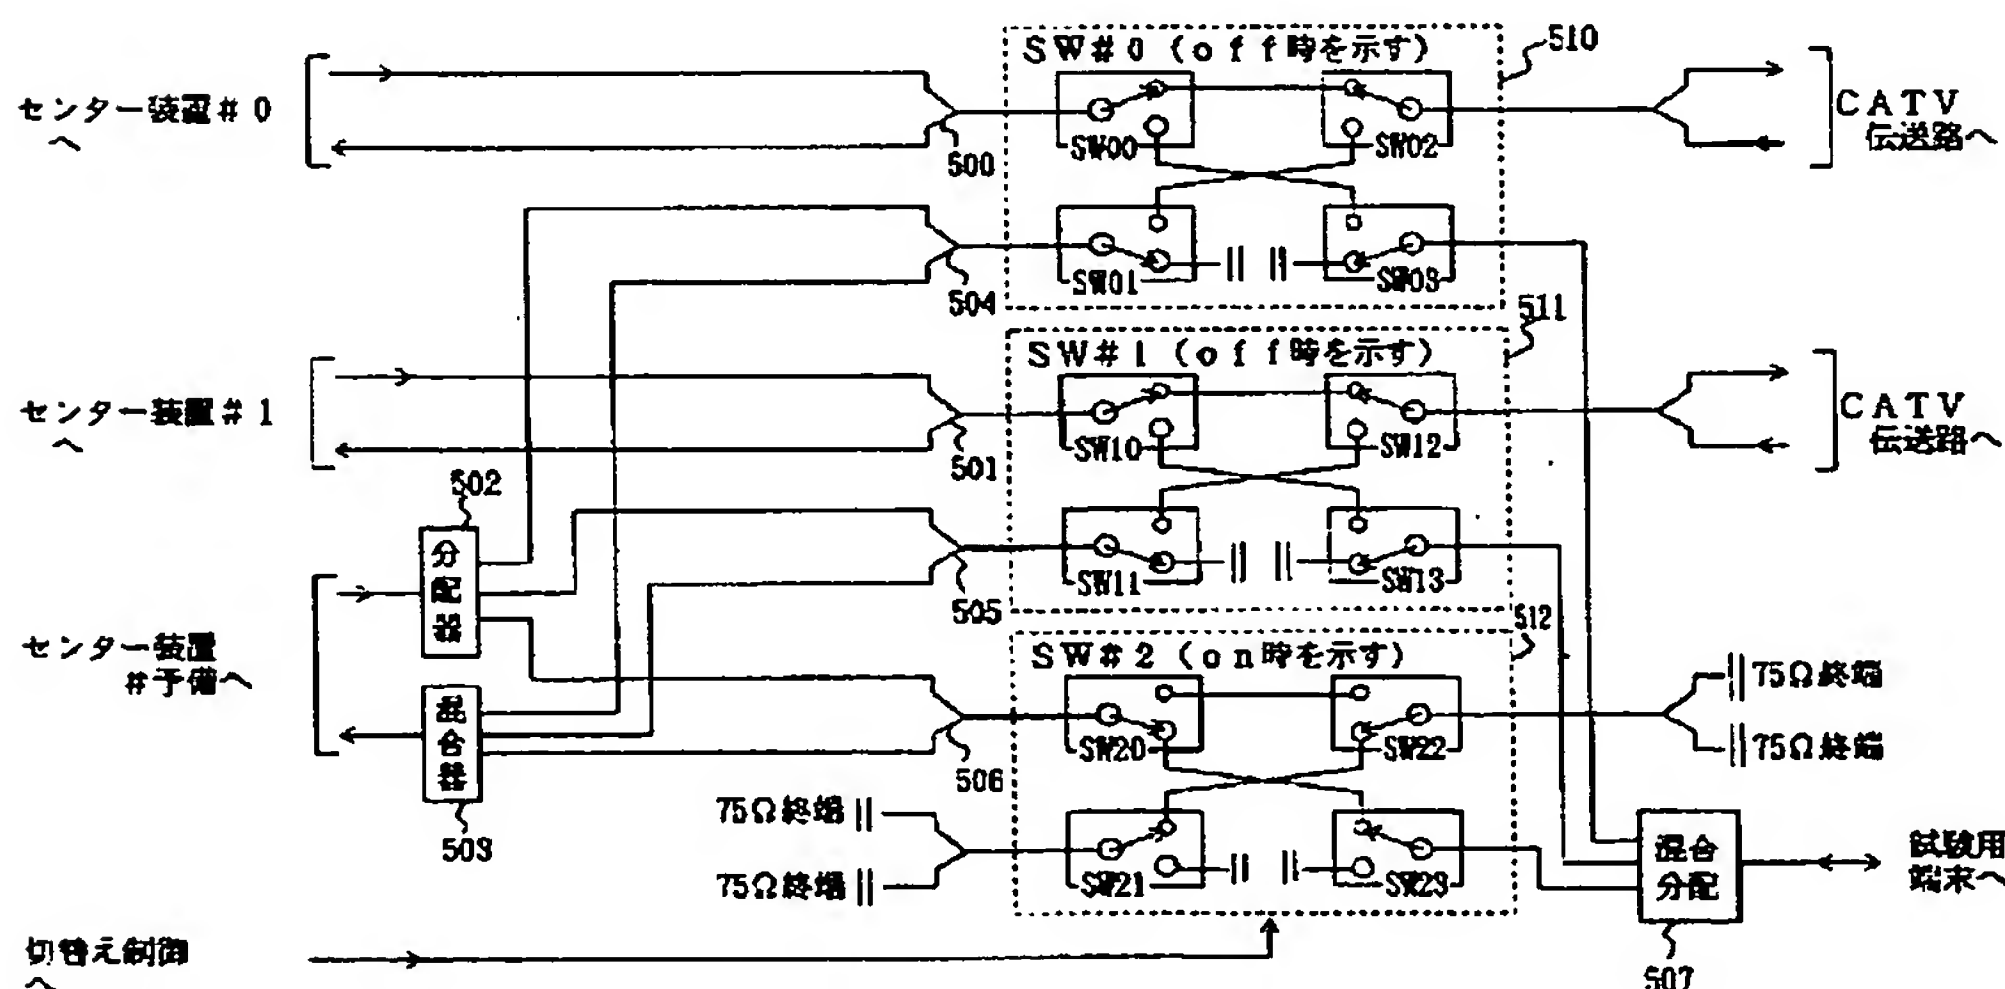 センター装置＃０
へ
500
ＳＷ＃０（ｏｆｆ時を示す）
510
SW00
SW02
SW01
SW03
ＣＡＴＶ
伝送路へ
504
センター装置＃１
へ
501
ＳＷ＃１（ｏｆｆ時を示す）
511
SW10
SW12
SW11
SW13
ＣＡＴＶ
伝送路へ
502
分配器
505
センター装置
＃予備へ
混合器
503
506
ＳＷ＃２（ｏｎ時を示す）
512
SW20
SW22
SW21
SW23
75Ω終端
75Ω終端
75Ω終端
75Ω終端
混合
分配
507
試験用
端末へ
切替え制御
へ